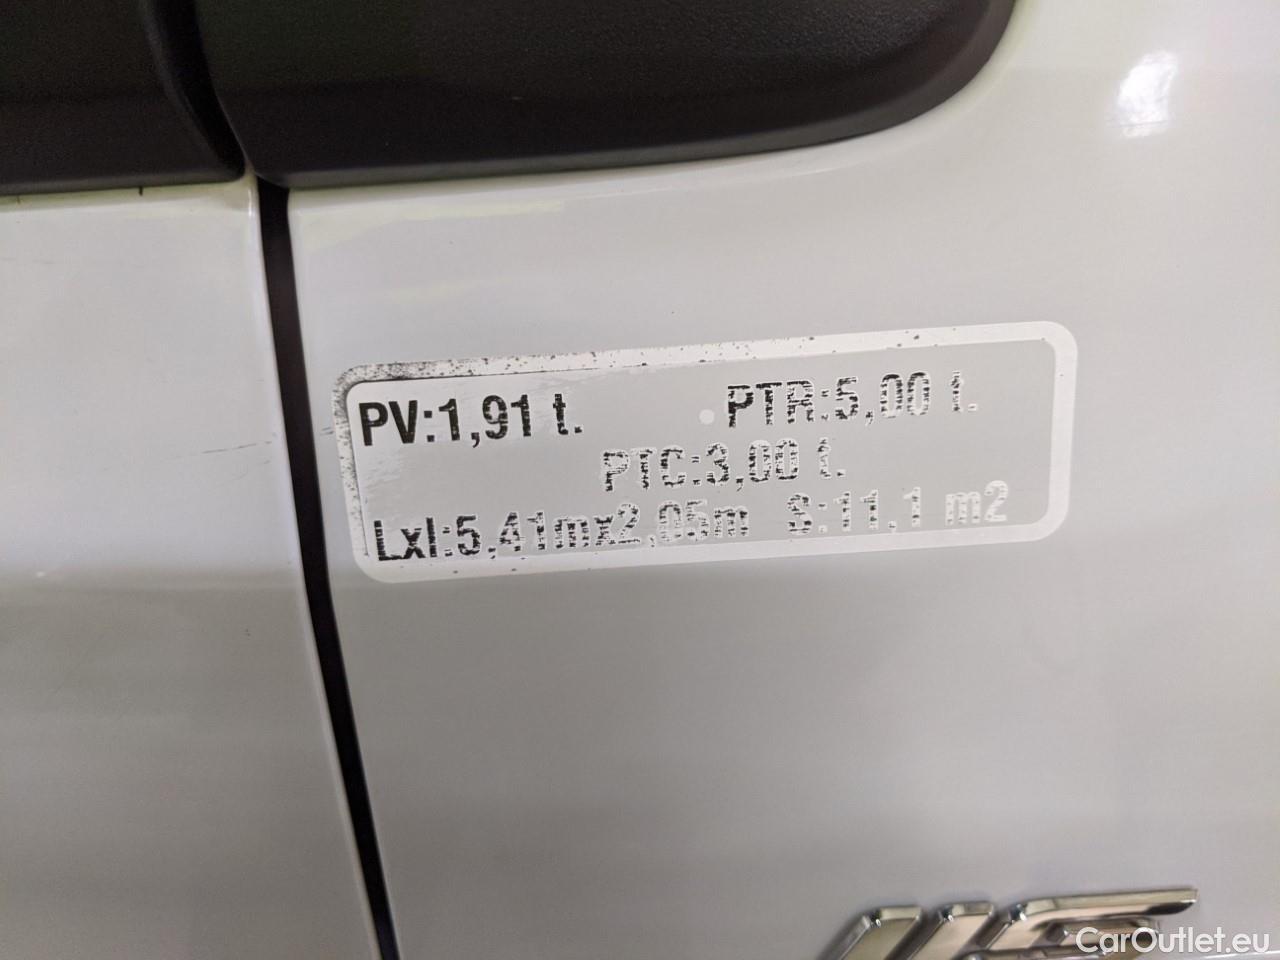 PV:1,91 t. PTR:5,00 t.
PTC:3,00 t.
Lxl:5,41mx2,05m S:11,1 m2
CarOutlet.eu